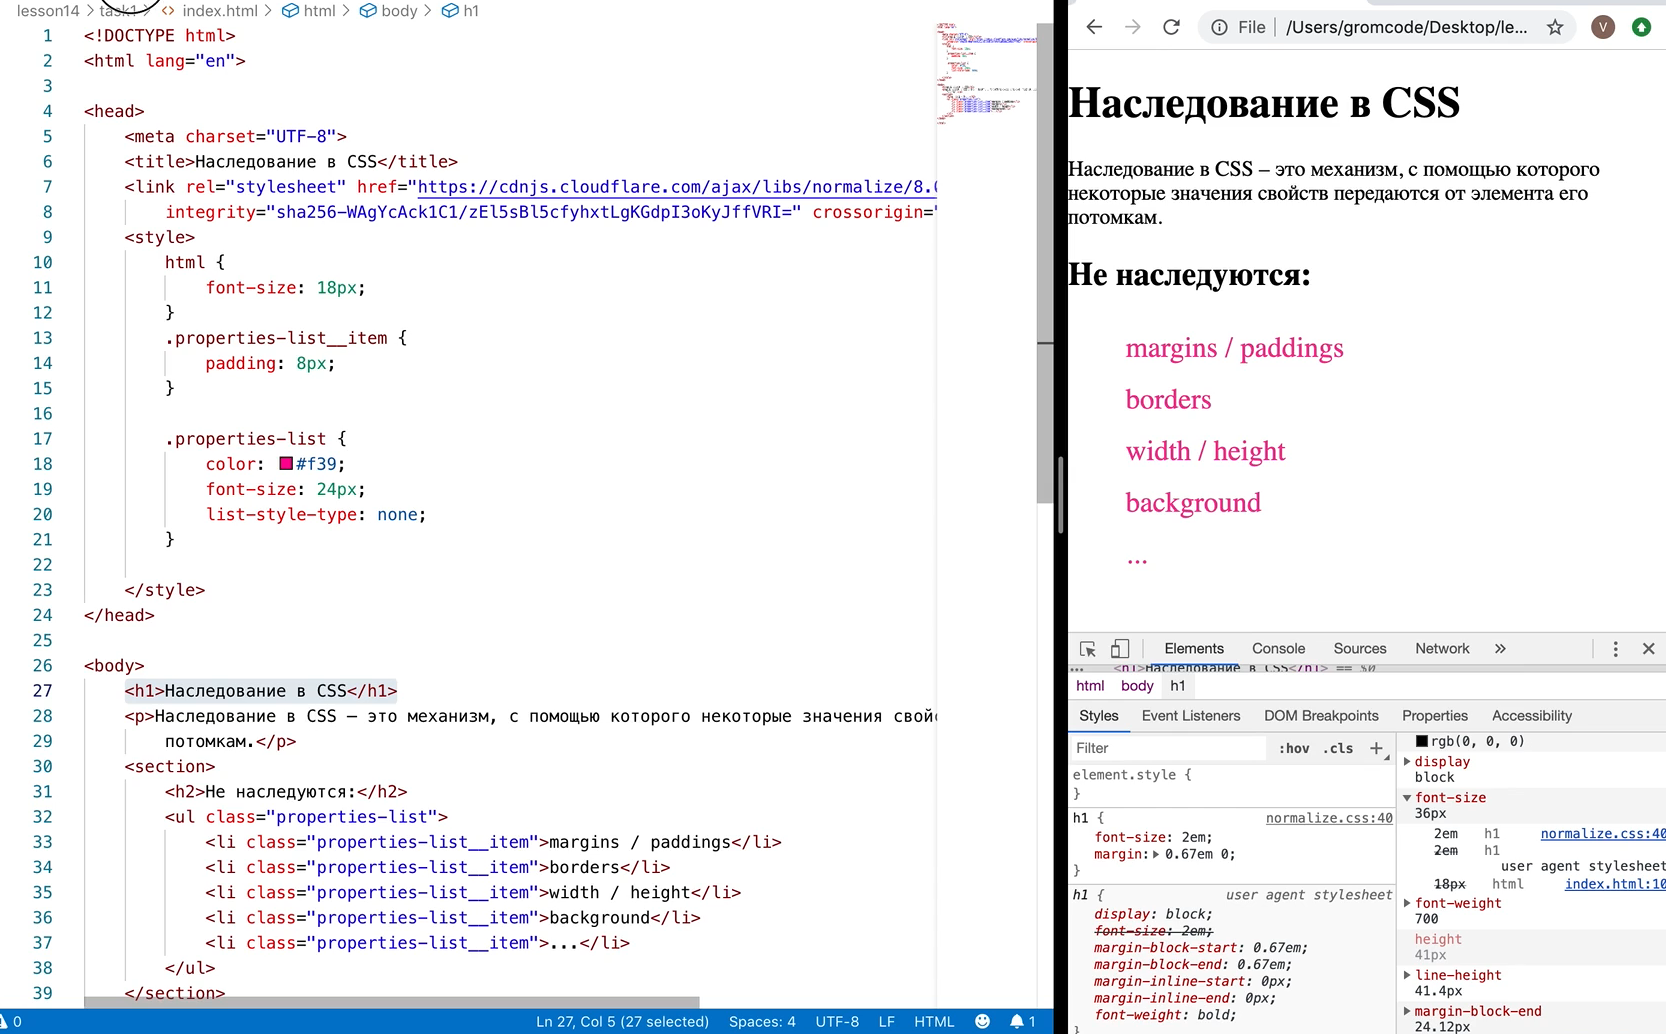 lesson14 > task1 > index.html > html > body > h1
1 <!DOCTYPE html>
2 <html lang="en">
3
4 <head>
5 <meta charset="UTF-8">
6 <title>Наследование в CSS</title>
7 <link rel="stylesheet" href="https://cdnjs.cloudflare.com/ajax/libs/normalize/8.
8 integrity="sha256-WAgYcAck1C1/zEl5sBl5cfyhxtLgKGdpI3oKyJffVRI=" crossorigin="
9 <style>
10 html {
11 font-size: 18px;
12 }
13 .properties-list__item {
14 padding: 8px;
15 }
16
17 .properties-list {
18 color: #f39;
19 font-size: 24px;
20 list-style-type: none;
21 }
22
23 </style>
24 </head>
25
26 <body>
27 <h1>Наследование в CSS</h1>
28 <p>Наследование в CSS – это механизм, с помощью которого некоторые значения свой
29 потомкам.</p>
30 <section>
31 <h2>Не наследуются:</h2>
32 <ul class="properties-list">
33 <li class="properties-list__item">margins / paddings</li>
34 <li class="properties-list__item">borders</li>
35 <li class="properties-list__item">width / height</li>
36 <li class="properties-list__item">background</li>
37 <li class="properties-list__item">...</li>
38 </ul>
39 </section>
0 Ln 27, Col 5 (27 selected) Spaces: 4 UTF-8 LF HTML 1
File /Users/gromcode/Desktop/le... V
Наследование в CSS
Наследование в CSS – это механизм, с помощью которого
некоторые значения свойств передаются от элемента его
потомкам.
Не наследуются:
margins / paddings
borders
width / height
background
...
Elements Console Sources Network »
... <h1>Наследование в CSS</h1> == $0
html body h1
Styles Event Listeners DOM Breakpoints Properties Accessibility
Filter :hov .cls +
element.style {
}
h1 { normalize.css:40
font-size: 2em;
margin: 0.67em 0;
}
h1 { user agent stylesheet
display: block;
font-size: 2em;
margin-block-start: 0.67em;
margin-block-end: 0.67em;
margin-inline-start: 0px;
margin-inline-end: 0px;
font-weight: bold;
}
rgb(0, 0, 0)
display
block
font-size
36px
2em h1 normalize.css:40
2em h1
user agent stylesheet
18px html index.html:10
font-weight
700
height
41px
line-height
41.4px
margin-block-end
24.12px